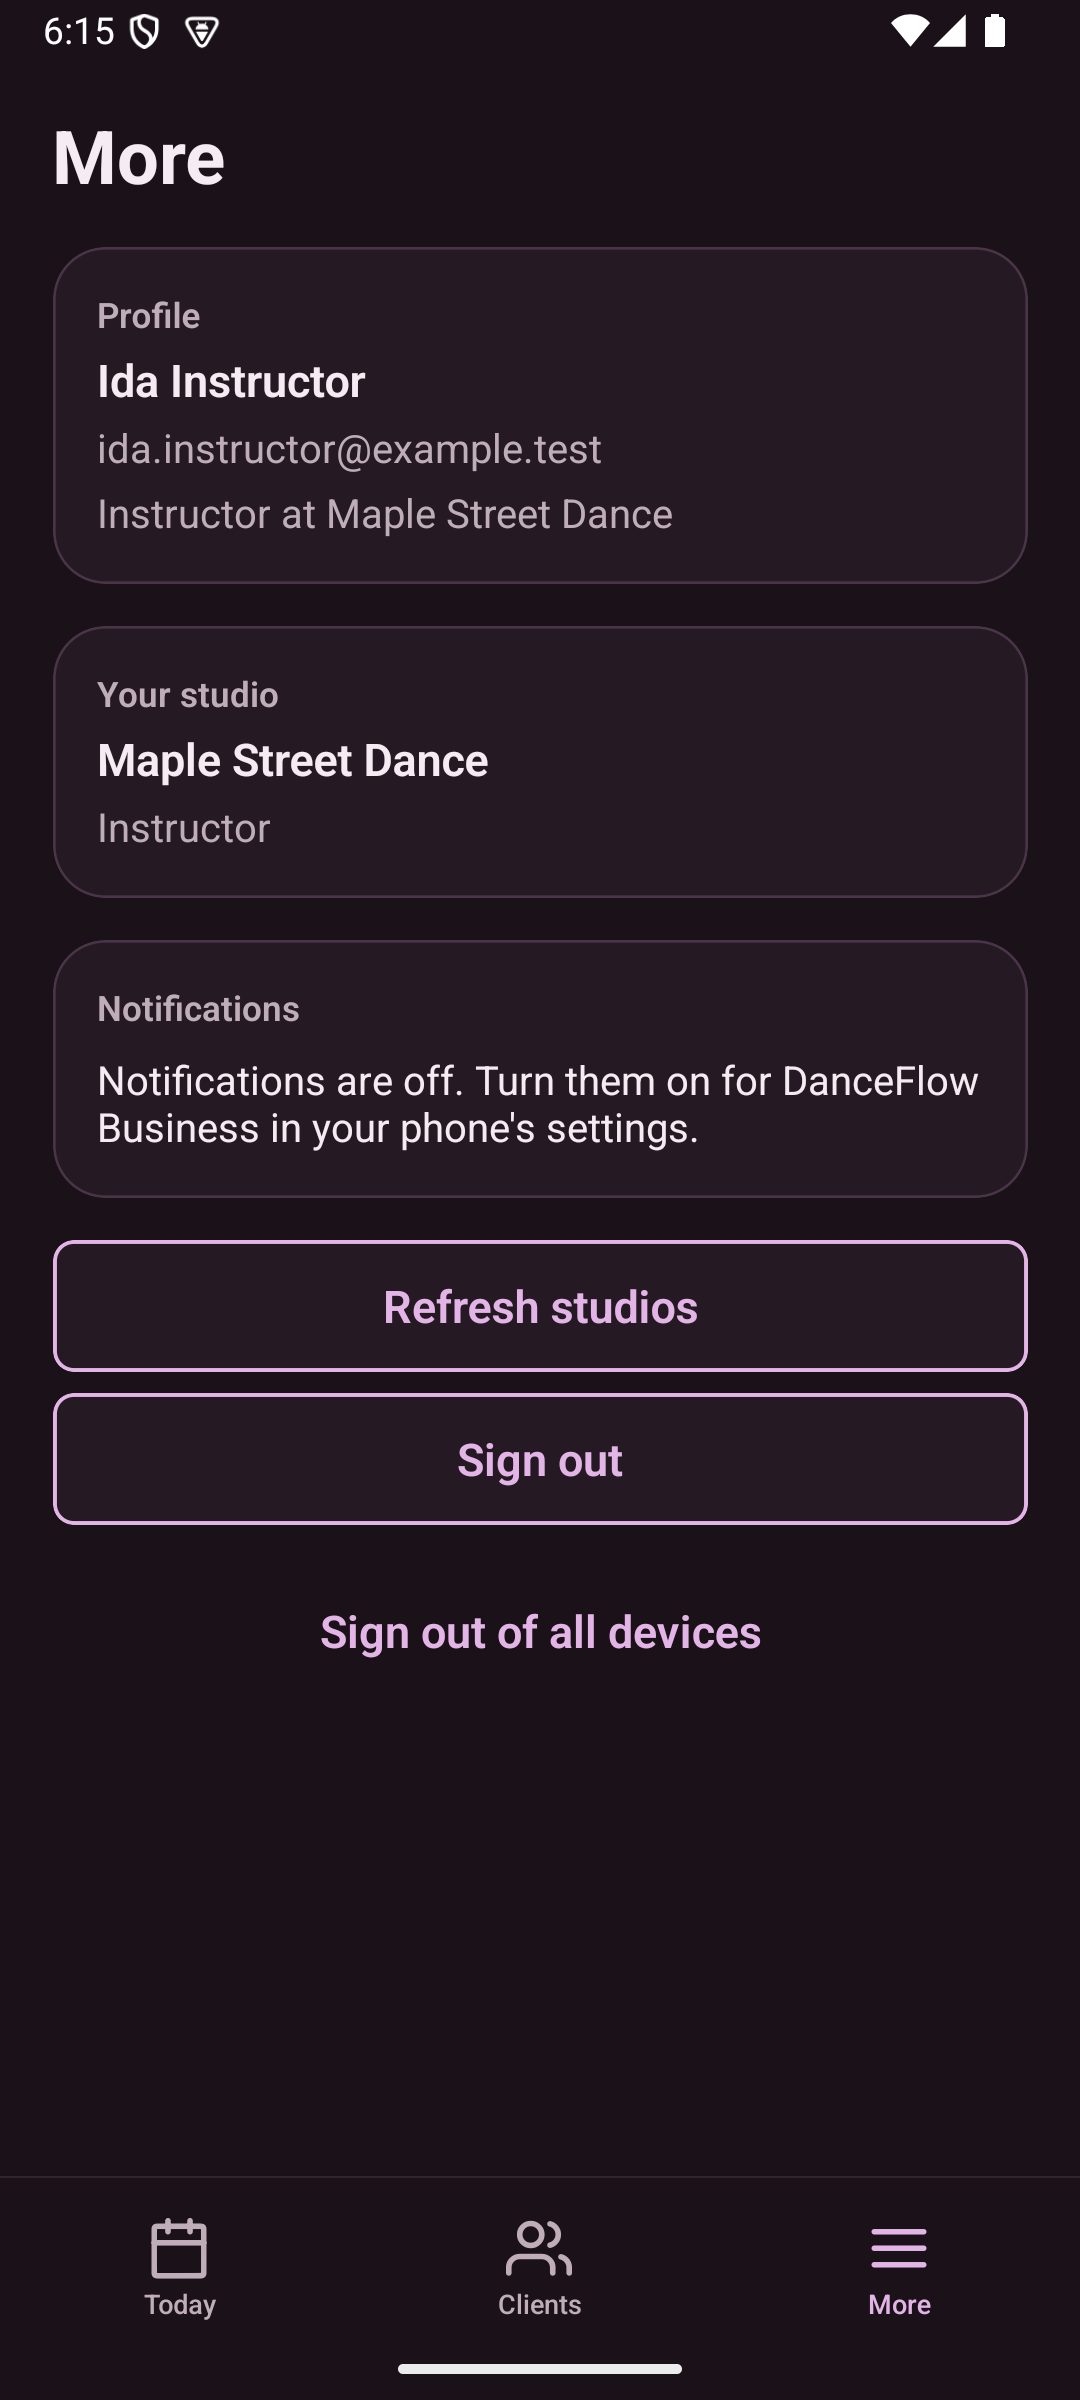 6:15
More
Profile
Ida Instructor
ida.instructor@example.test
Instructor at Maple Street Dance
Your studio
Maple Street Dance
Instructor
Notifications
Notifications are off. Turn them on for DanceFlow
Business in your phone's settings.
Refresh studios
Sign out
Sign out of all devices
Today
Clients
More